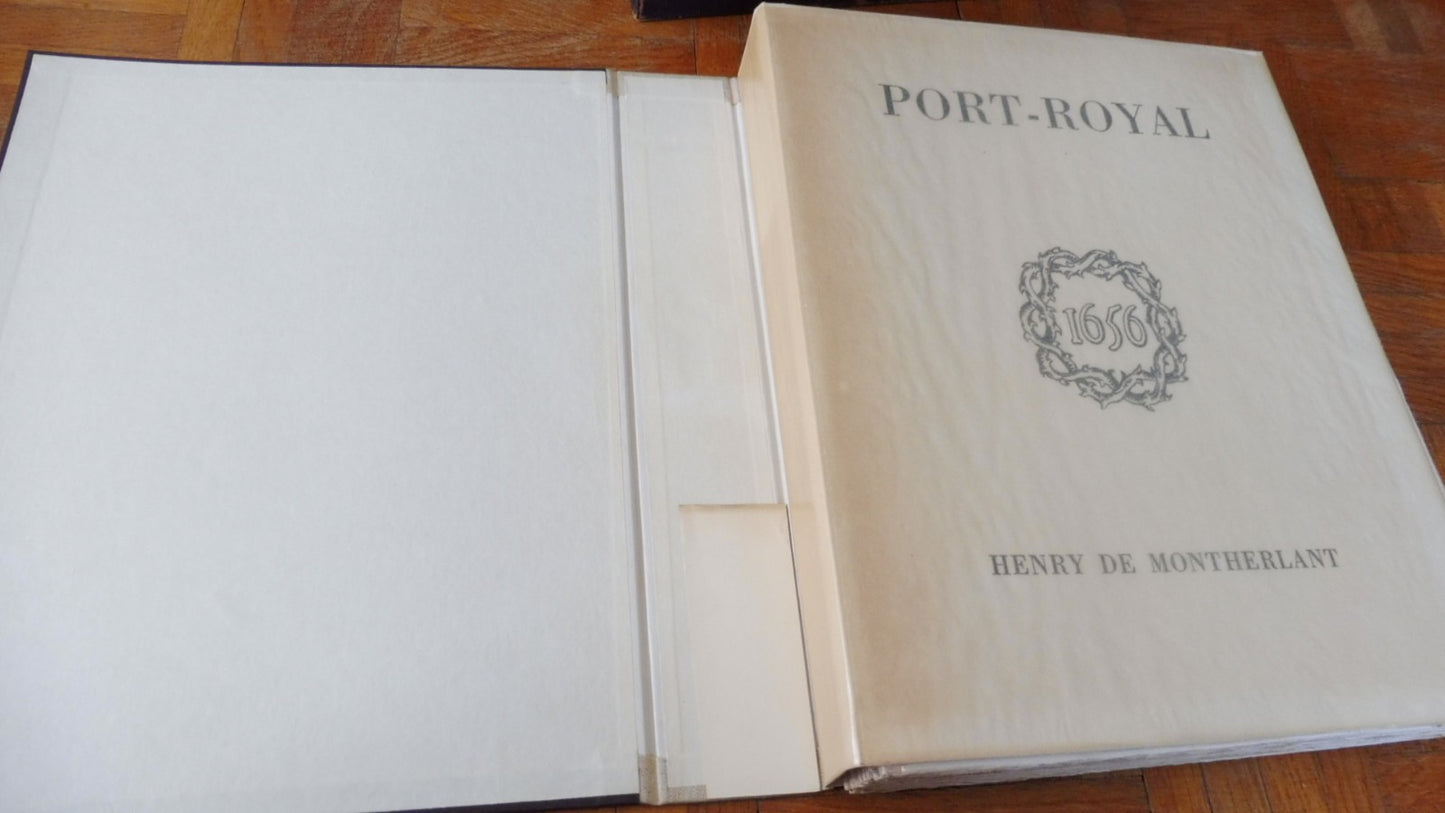 PORT-ROYAL
1656
HENRY DE MONTHERLANT